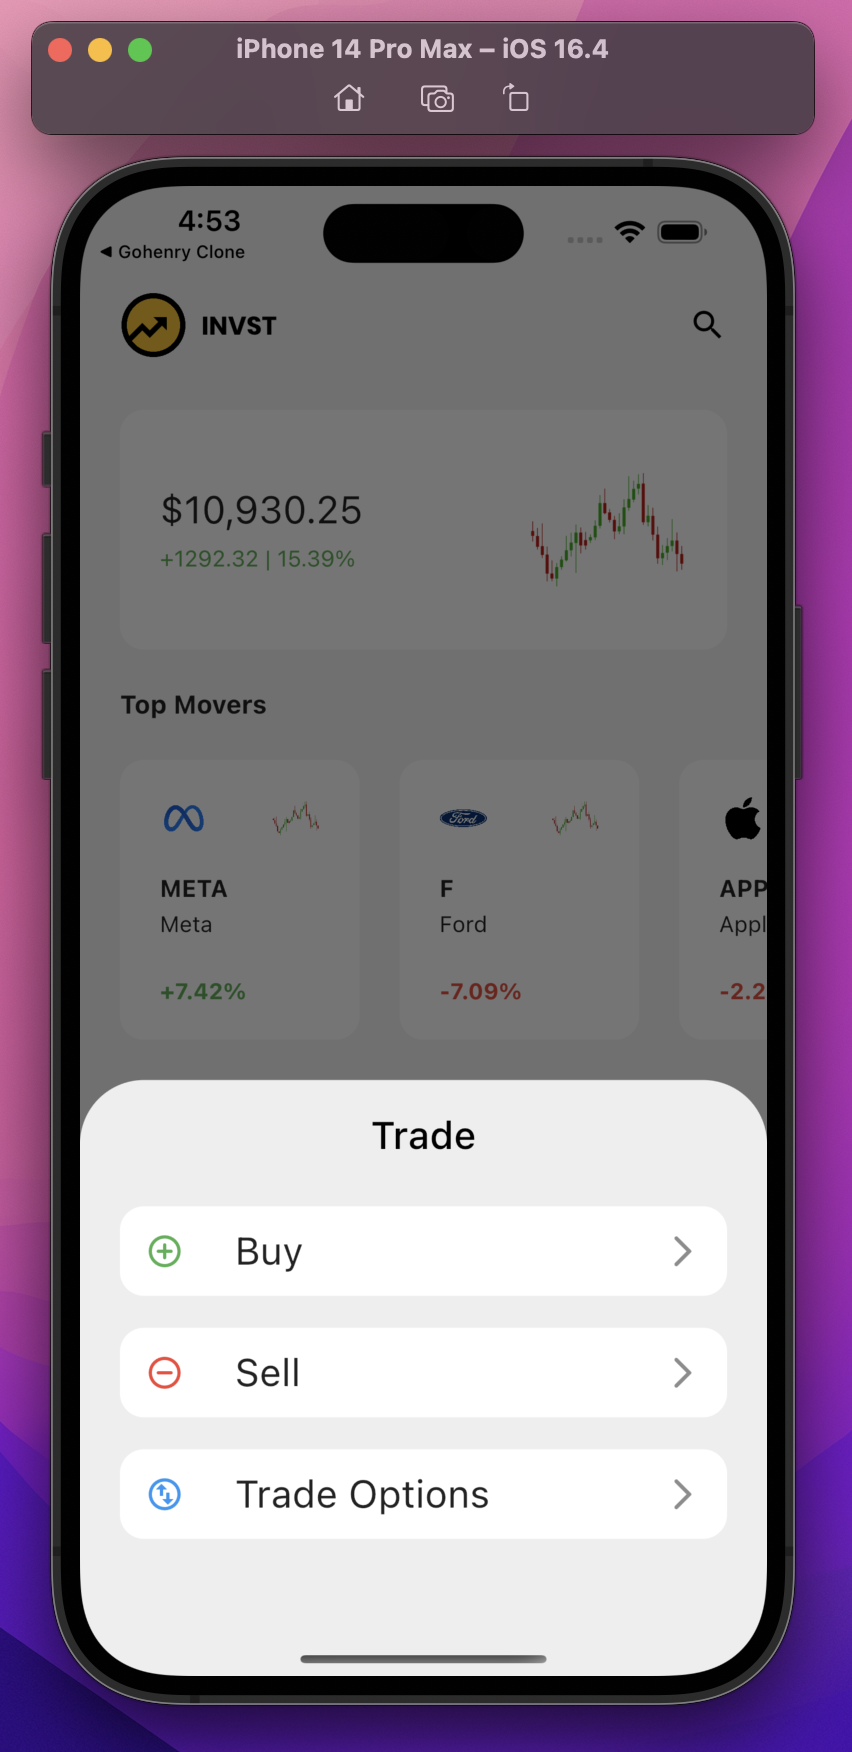 iPhone 14 Pro Max – iOS 16.4
4:53
◀ Gohenry Clone
INVST
$10,930.25
+1292.32 | 15.39%
Top Movers
META
Meta
+7.42%
Ford
F
Ford
-7.09%
APP
Appl
-2.2
Trade
Buy
Sell
Trade Options